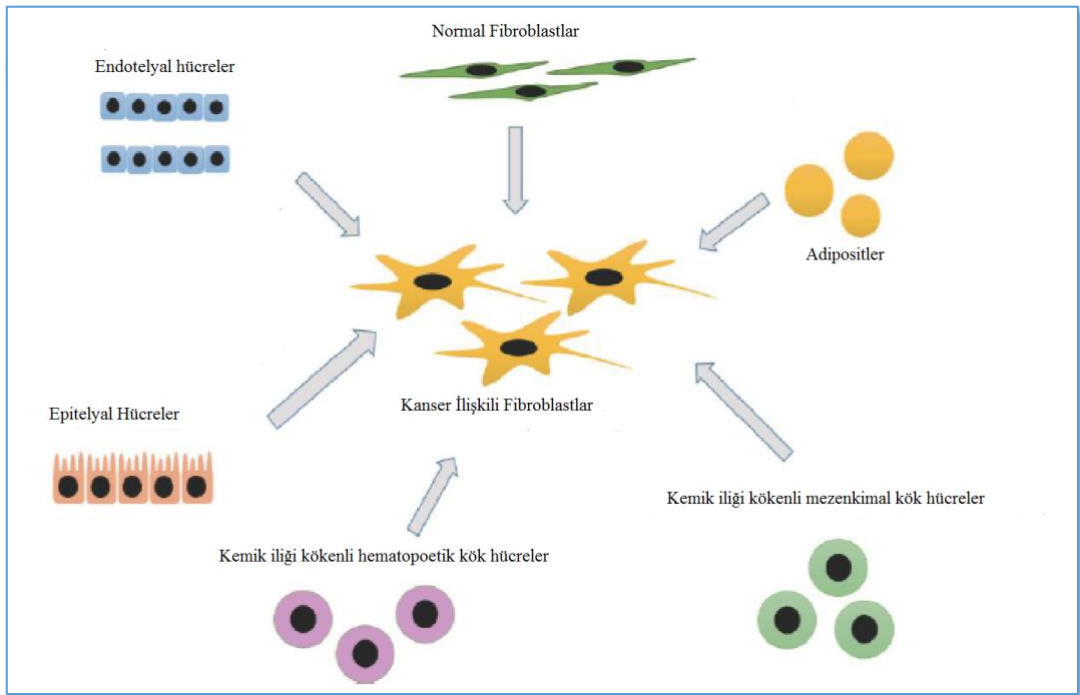 Normal Fibroblastlar
Endotelyal hücreler
Adipositler
Kanser İlişkili Fibroblastlar
Epitelyal Hücreler
Kemik iliği kökenli mezenkimal kök hücreler
Kemik iliği kökenli hematopoetik kök hücreler